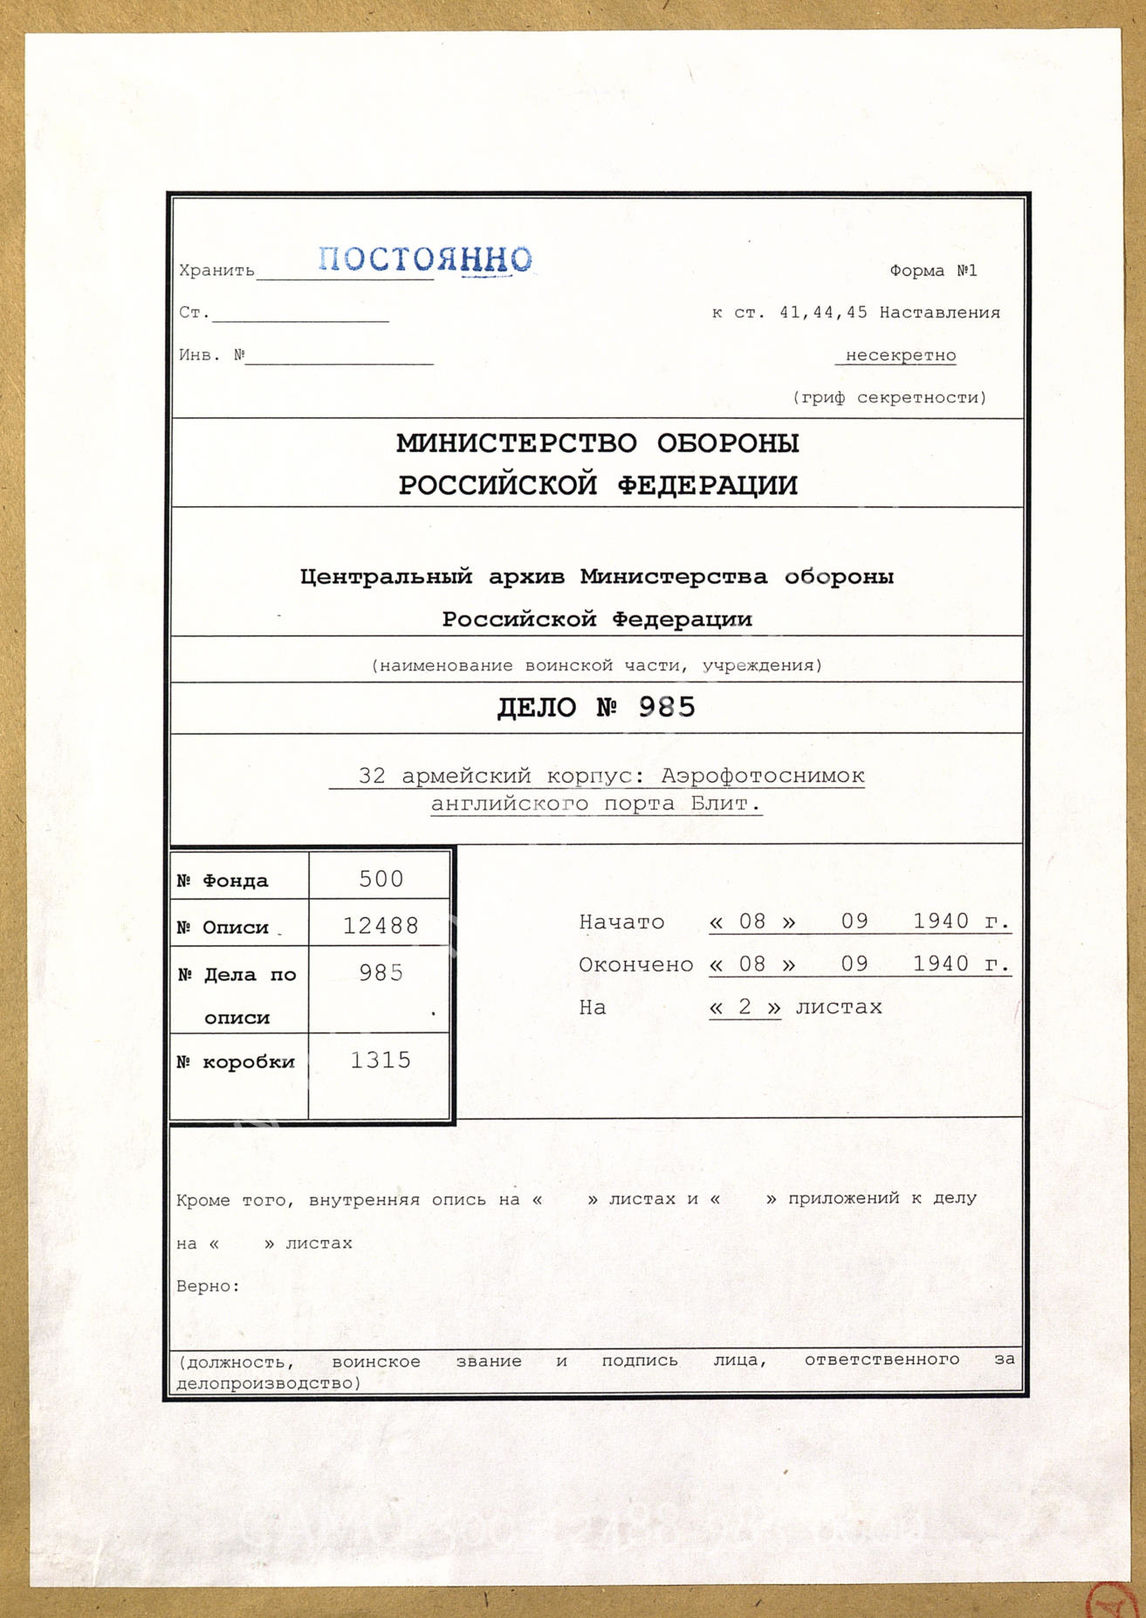 Хранить ПОСТОЯННО
Форма №1
Ст.
к ст. 41,44,45 Наставления
Инв. №
несекретно
(гриф секретности)
МИНИСТЕРСТВО ОБОРОНЫ
РОССИЙСКОЙ ФЕДЕРАЦИИ
Центральный архив Министерства обороны
Российской Федерации
(наименование воинской части, учреждения)
ДЕЛО № 985
32 армейский корпус: Аэрофотоснимок
английского порта Блит.
№ Фонда 500
№ Описи 12488
№ Дела по 985
описи
№ коробки 1315
Начато « 08 » 09 1940 г.
Окончено « 08 » 09 1940 г.
На « 2 » листах
Кроме того, внутренняя опись на « » листах и « » приложений к делу
на « » листах
Верно:
(должность, воинское звание и подпись лица, ответственного за
делопроизводство)